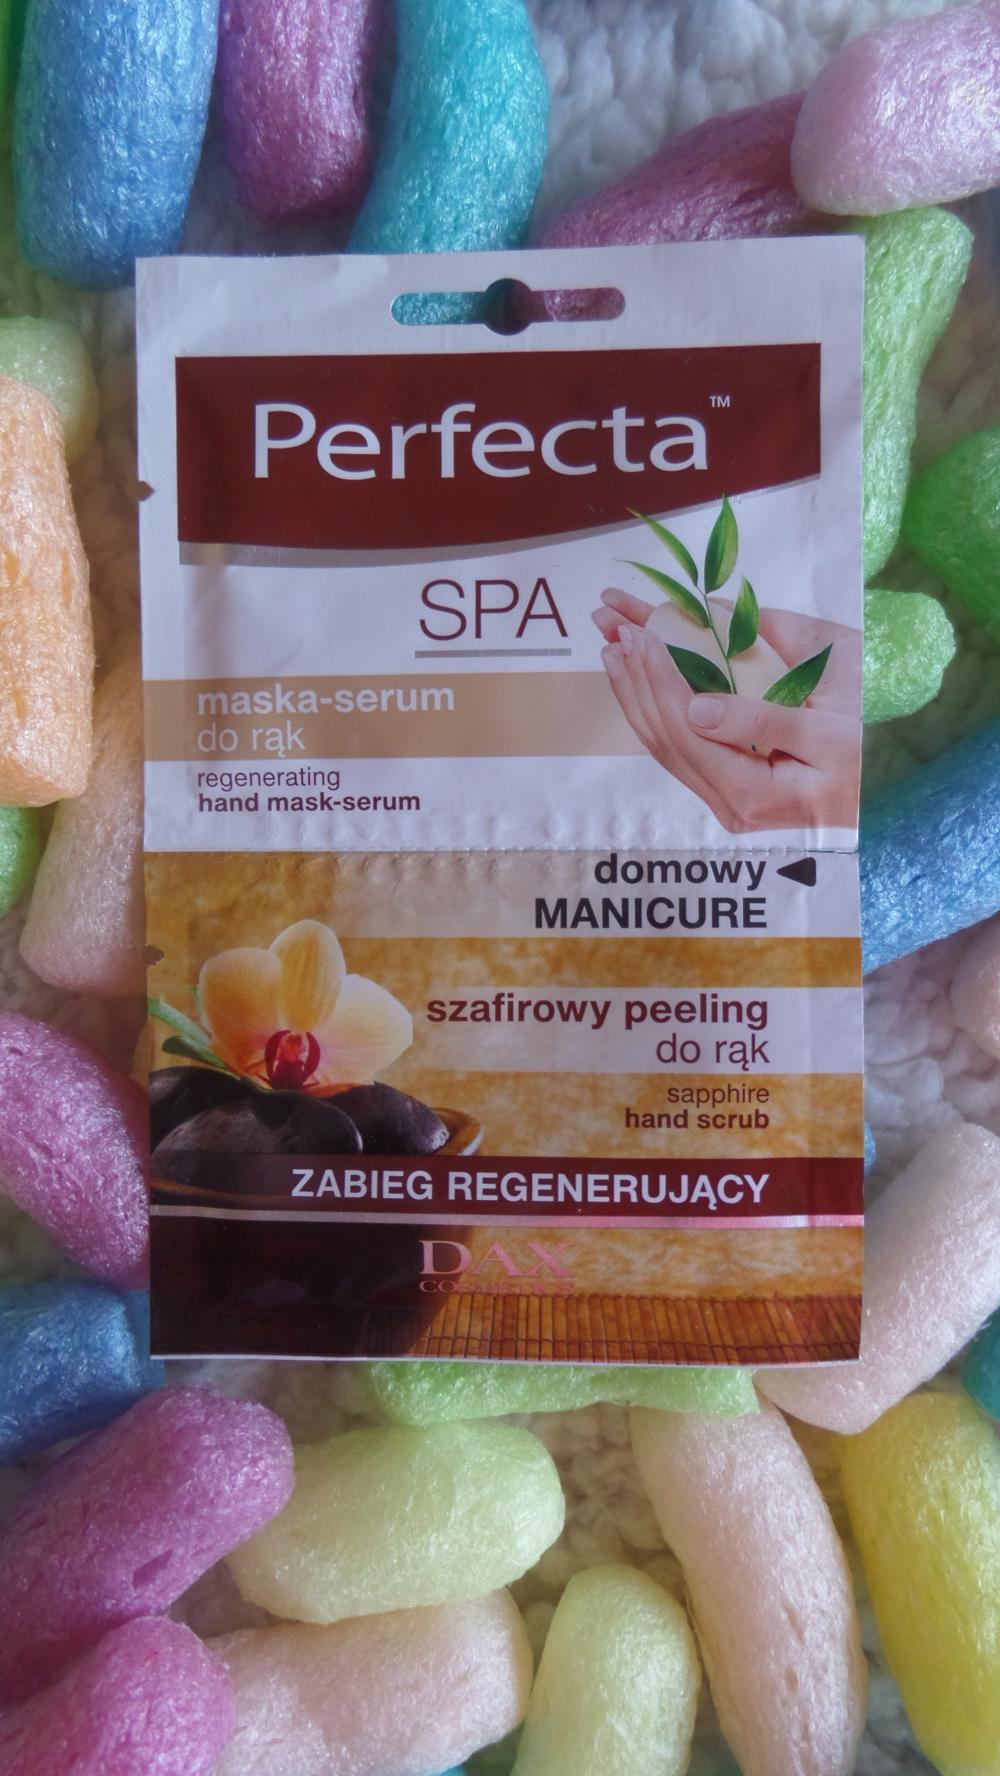 Perfecta™
SPA
maska-serum
do rąk
regenerating
hand mask-serum
domowy
MANICURE
szafirowy peeling
do rąk
sapphire
hand scrub
ZABIEG REGENERUJĄCY
DAX
COSMETICS